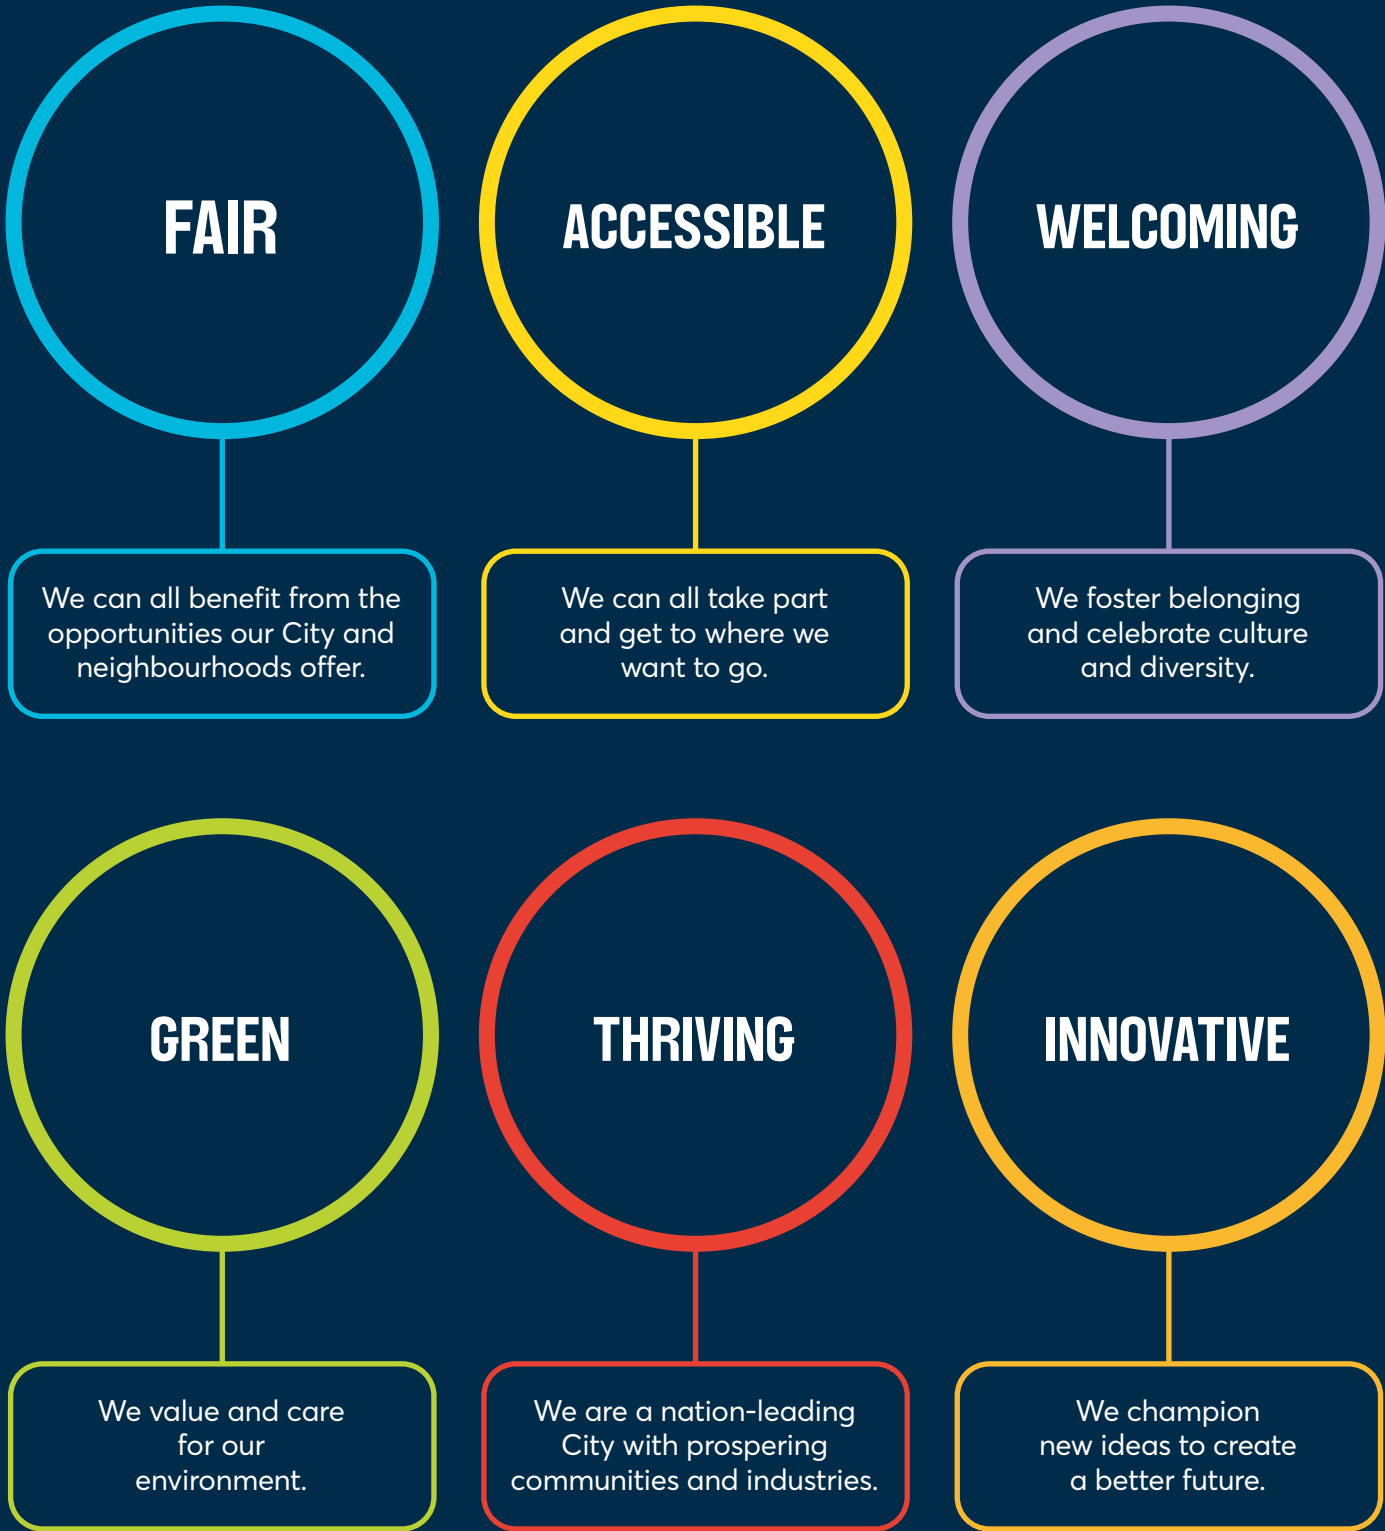 FAIR
We can all benefit from the
opportunities our City and
neighbourhoods offer.
ACCESSIBLE
We can all take part
and get to where we
want to go.
WELCOMING
We foster belonging
and celebrate culture
and diversity.
GREEN
We value and care
for our
environment.
THRIVING
We are a nation-leading
City with prospering
communities and industries.
INNOVATIVE
We champion
new ideas to create
a better future.